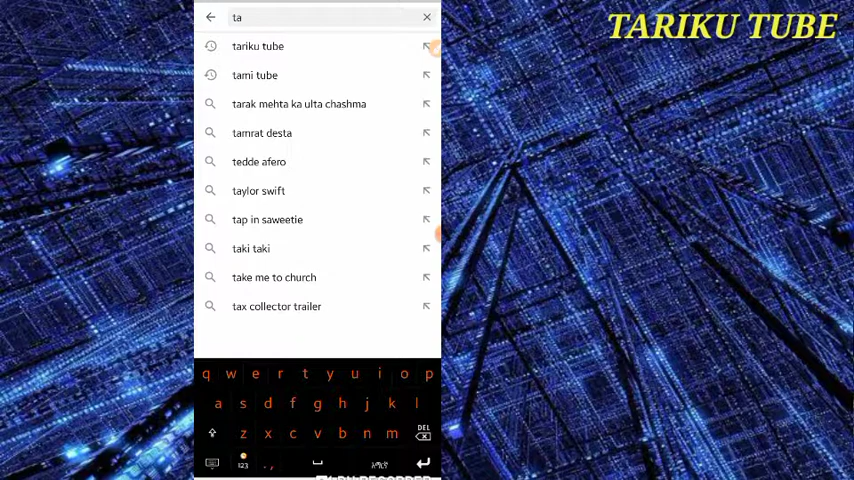 TARIKU TUBE
ta
tariku tube
tami tube
tarak mehta ka ulta chashma
tamrat desta
tedde afero
taylor swift
tap in saweetie
taki taki
take me to church
tax collector trailer
q w e r t y u i o p
a s d f g h j k l
z x c v b n m DEL
123 , . አማርኛ